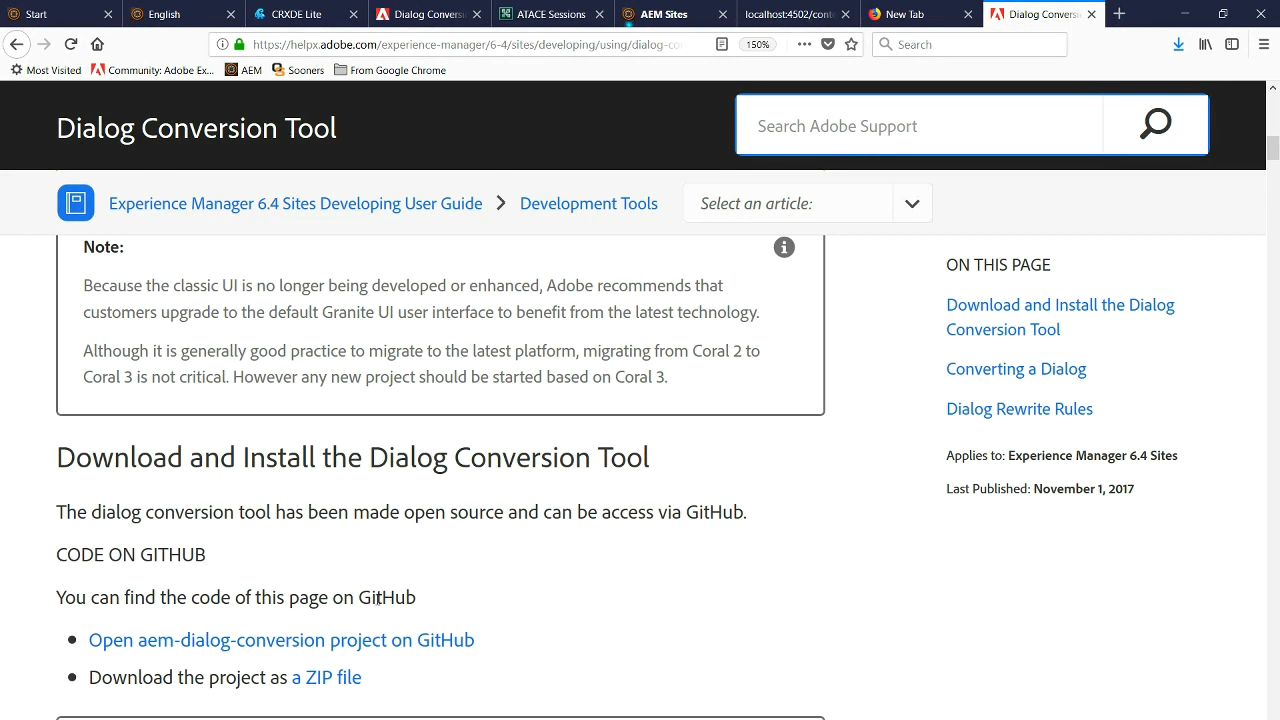 Start
English
CRXDE Lite
Dialog Conversi
ATACE Sessions
AEM Sites
localhost:4502/conte
New Tab
Dialog Conversi
https://helpx.adobe.com/experience-manager/6-4/sites/developing/using/dialog-co
150%
Search
Most Visited
Community: Adobe Ex...
AEM
Sooners
From Google Chrome
Dialog Conversion Tool
Search Adobe Support
Experience Manager 6.4 Sites Developing User Guide
Development Tools
Select an article:
Note:
Because the classic UI is no longer being developed or enhanced, Adobe recommends that
customers upgrade to the default Granite UI user interface to benefit from the latest technology.
Although it is generally good practice to migrate to the latest platform, migrating from Coral 2 to
Coral 3 is not critical. However any new project should be started based on Coral 3.
Download and Install the Dialog Conversion Tool
The dialog conversion tool has been made open source and can be access via GitHub.
CODE ON GITHUB
You can find the code of this page on GitHub
• Open aem-dialog-conversion project on GitHub
• Download the project as a ZIP file
ON THIS PAGE
Download and Install the Dialog
Conversion Tool
Converting a Dialog
Dialog Rewrite Rules
Applies to: Experience Manager 6.4 Sites
Last Published: November 1, 2017